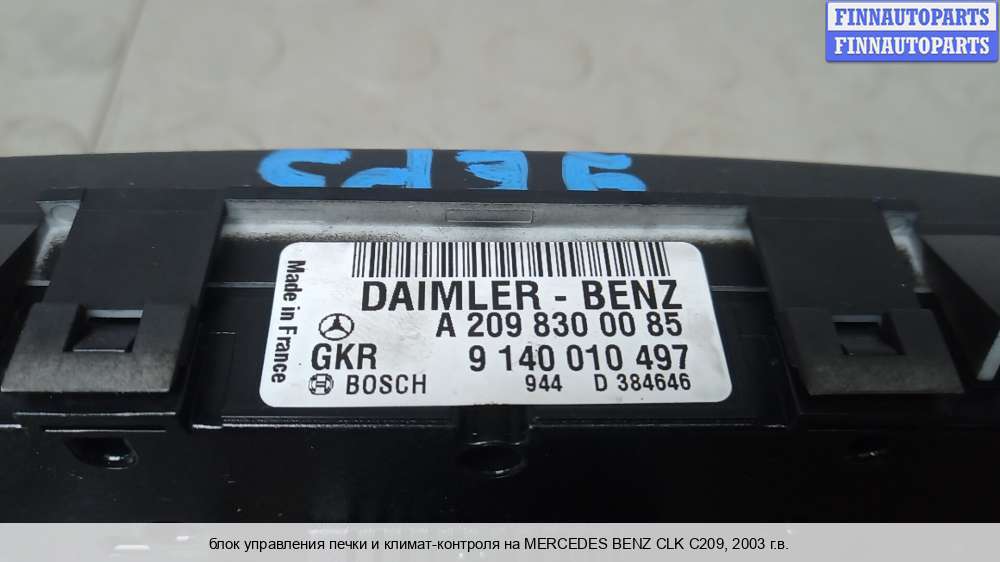 FINNAUTOPARTS
FINNAUTOPARTS
Made in France
DAIMLER - BENZ
A 209 830 00 85
GKR 9 140 010 497
BOSCH 944 D 384646
блок управления печки и климат-контроля на MERCEDES BENZ CLK C209, 2003 г.в.